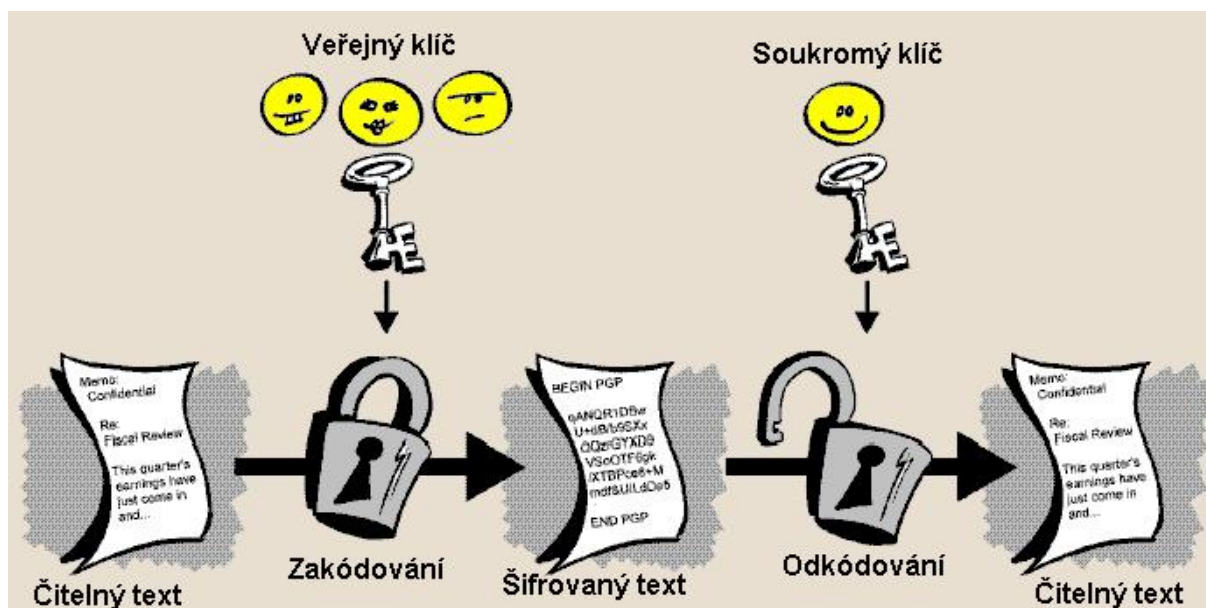 Veřejný klíč
Soukromý klíč
Memo:
Confidential
Re:
Fiscal Review
This quarter's
earnings have
just come in
and...
Čitelný text
Zakódování
BEGIN PGP
END PGP
Šifrovaný text
Odkódování
Memo:
Confidential
Re:
Fiscal Review
This quarter's
earnings have
just come in
and...
Čitelný text